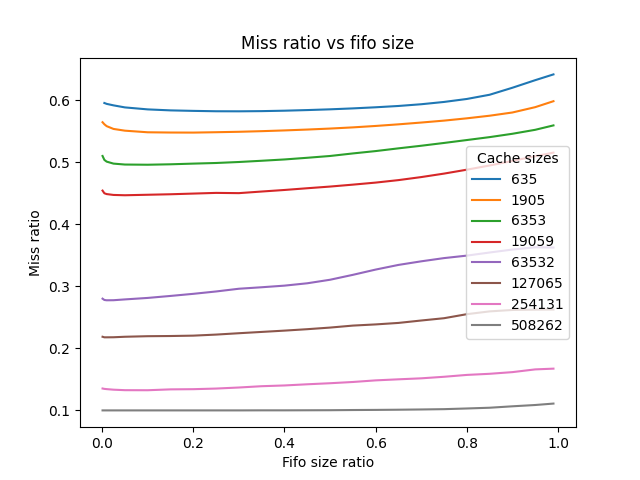 Miss ratio vs fifo size
Miss ratio
0.6
0.5
0.4
0.3
0.2
0.1
Cache sizes
635
1905
6353
19059
63532
127065
254131
508262
0.0 0.2 0.4 0.6 0.8 1.0
Fifo size ratio